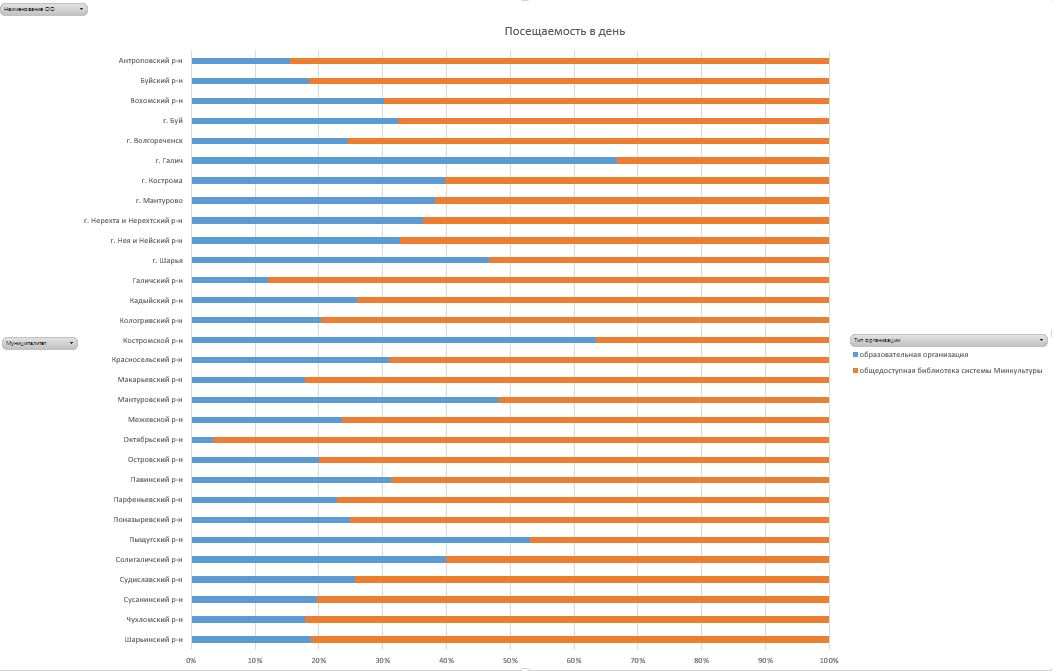 Наименование ОО
Посещаемость в день
Антроповский р-н
Буйский р-н
Вохомский р-н
г. Буй
г. Волгореченск
г. Галич
г. Кострома
г. Мантурово
г. Нерехта и Нерехтский р-н
г. Нея и Нейский р-н
г. Шарья
Галичский р-н
Кадыйский р-н
Кологривский р-н
Костромской р-н
Муниципалитет
Тип организации
образовательная организация
общедоступная библиотека системы Минкультуры
Красносельский р-н
Макарьевский р-н
Мантуровский р-н
Межевской р-н
Октябрьский р-н
Островский р-н
Павинский р-н
Парфеньевский р-н
Поназыревский р-н
Пыщугский р-н
Солигаличский р-н
Судиславский р-н
Сусанинский р-н
Чухломский р-н
Шарьинский р-н
0% 10% 20% 30% 40% 50% 60% 70% 80% 90% 100%